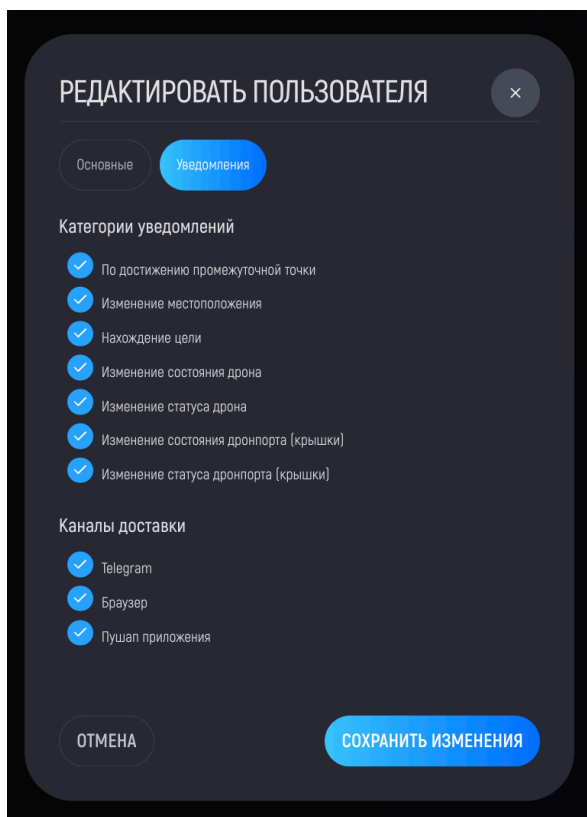 РЕДАКТИРОВАТЬ ПОЛЬЗОВАТЕЛЯ
Основные
Уведомления
Категории уведомлений
По достижению промежуточной точки
Изменение местоположения
Нахождение цели
Изменение состояния дрона
Изменение статуса дрона
Изменение состояния дронпорта (крышки)
Изменение статуса дронпорта (крышки)
Каналы доставки
Telegram
Браузер
Пушап приложения
ОТМЕНА
СОХРАНИТЬ ИЗМЕНЕНИЯ